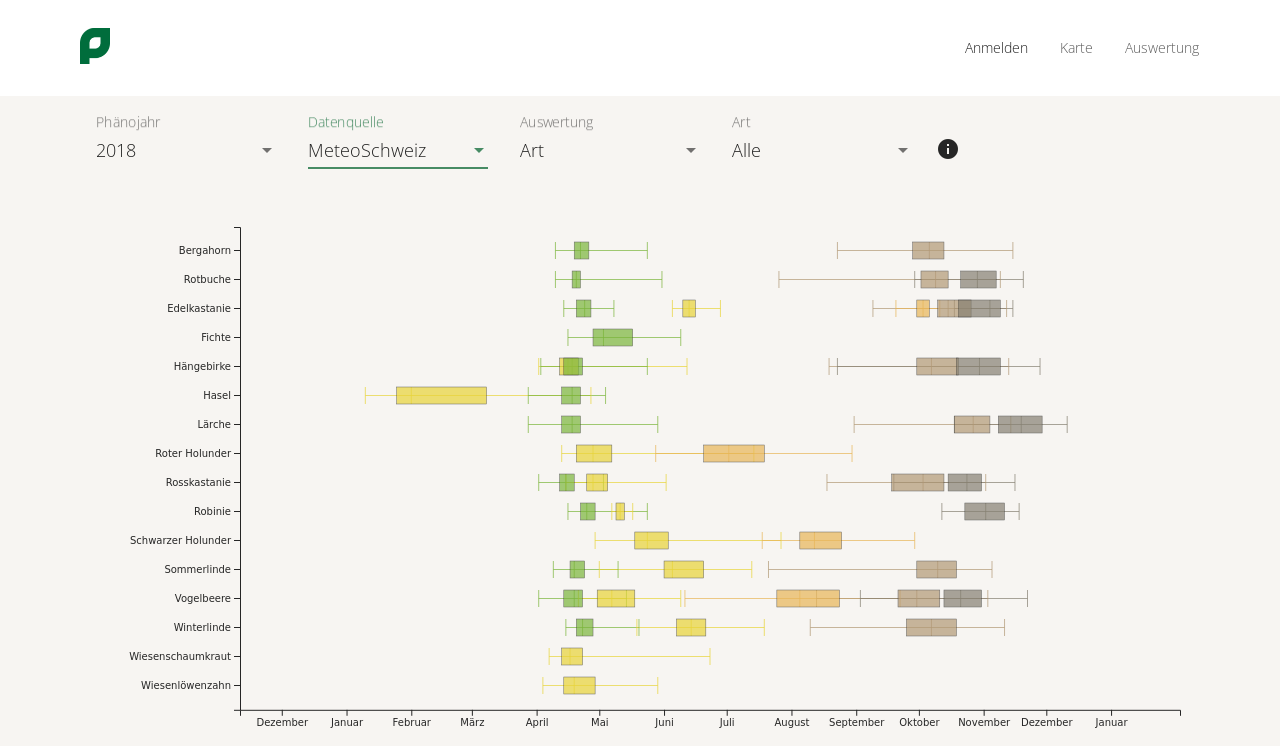 Anmelden Karte Auswertung
Phänojahr Datenquelle Auswertung Art
2018 MeteoSchweiz Art Alle
Bergahorn
Rotbuche
Edelkastanie
Fichte
Hängebirke
Hasel
Lärche
Roter Holunder
Rosskastanie
Robinie
Schwarzer Holunder
Sommerlinde
Vogelbeere
Winterlinde
Wiesenschaumkraut
Wiesenlöwenzahn
Dezember Januar Februar März April Mai Juni Juli August September Oktober November Dezember Januar